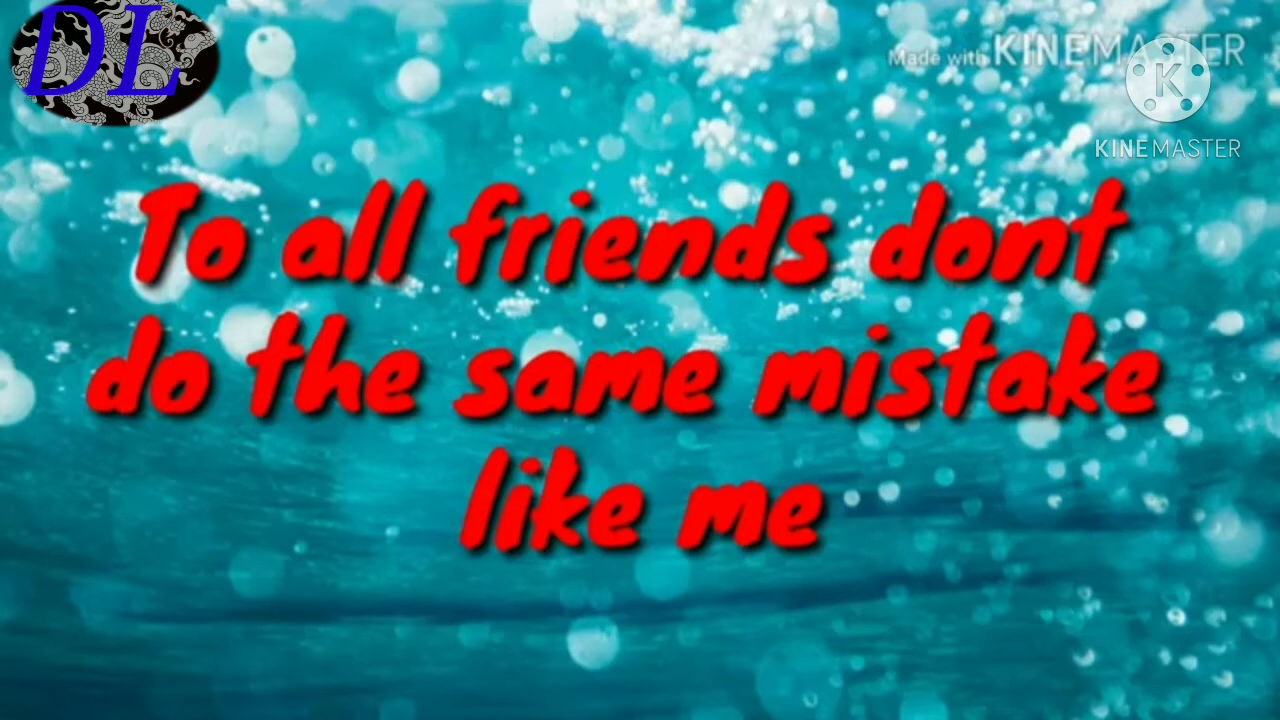 DL
Made with KINEMASTER
K
KINEMASTER
To all friends dont
do the same mistake
like me